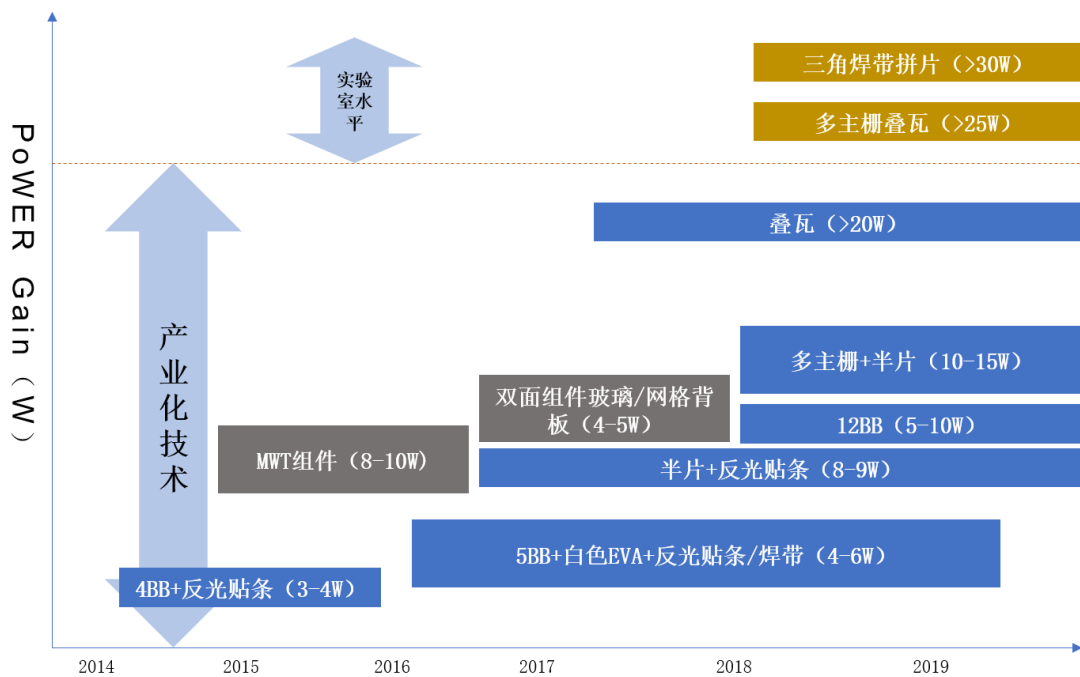 PoWER Gain（W）
实验
室水
平
三角焊带拼片（>30W）
多主栅叠瓦（>25W）
叠瓦（>20W）
产业化技术
多主栅+半片（10-15W）
双面组件玻璃/网格背
板（4-5W）
12BB（5-10W）
MWT组件（8-10W)
半片+反光贴条（8-9W）
5BB+白色EVA+反光贴条/焊带（4-6W）
4BB+反光贴条（3-4W）
2014 2015 2016 2017 2018 2019